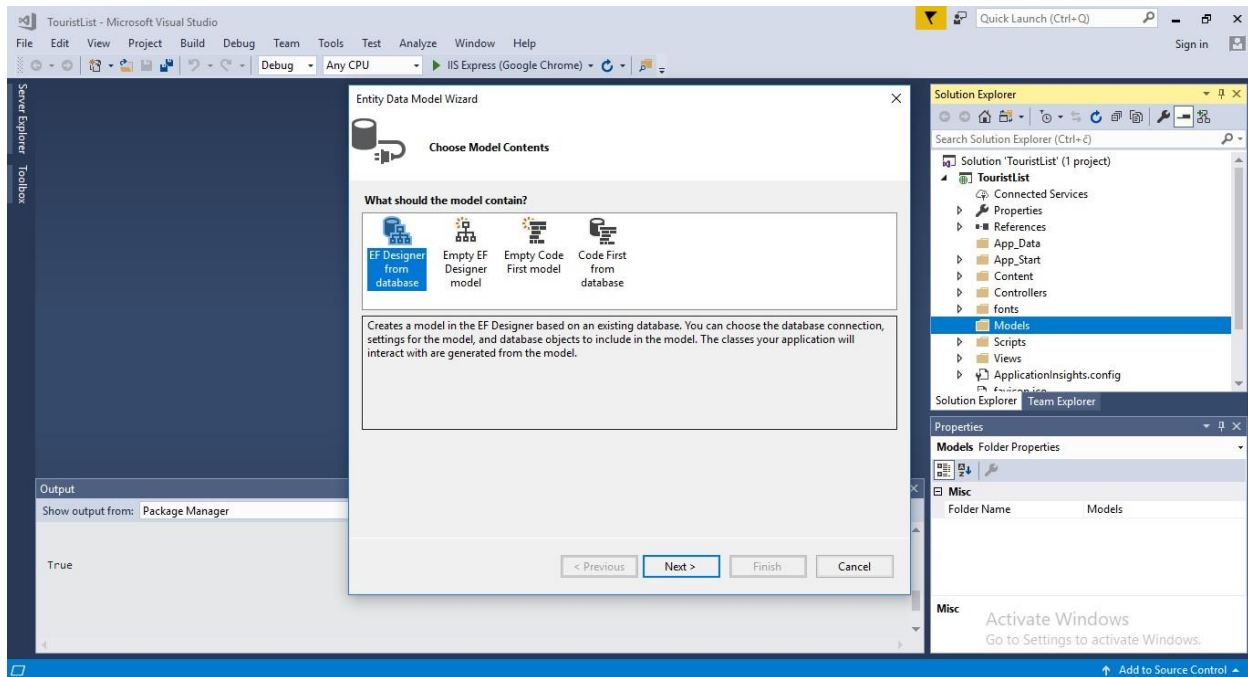 TouristList - Microsoft Visual Studio
Quick Launch (Ctrl+Q)
File Edit View Project Build Debug Team Tools Test Analyze Window Help
Sign in
Debug Any CPU IIS Express (Google Chrome)
Server Explorer
Toolbox
Entity Data Model Wizard
Choose Model Contents
What should the model contain?
EF Designer from database
Empty EF Designer model
Empty Code First model
Code First from database
Creates a model in the EF Designer based on an existing database. You can choose the database connection,
settings for the model, and database objects to include in the model. The classes your application will
interact with are generated from the model.
< Previous Next > Finish Cancel
Output
Show output from: Package Manager
True
Solution Explorer
Search Solution Explorer (Ctrl+č)
Solution 'TouristList' (1 project)
TouristList
Connected Services
Properties
References
App_Data
App_Start
Content
Controllers
fonts
Models
Scripts
Views
ApplicationInsights.config
favicon.ico
Solution Explorer Team Explorer
Properties
Models Folder Properties
Misc
Folder Name Models
Misc
Activate Windows
Go to Settings to activate Windows.
Add to Source Control